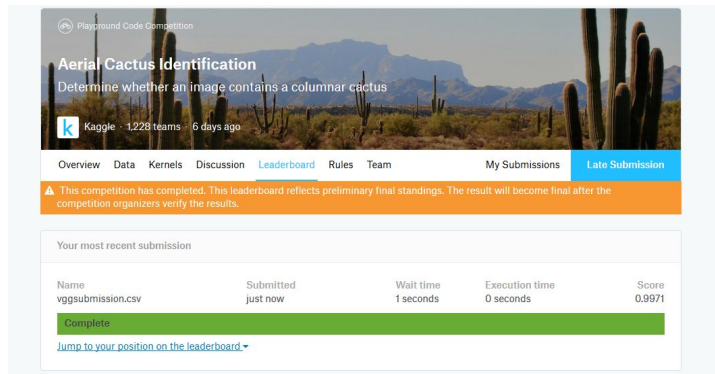 Playground Code Competition
Aerial Cactus Identification
Determine whether an image contains a columnar cactus
k Kaggle · 1,228 teams · 6 days ago
Overview Data Kernels Discussion Leaderboard Rules Team My Submissions Late Submission
This competition has completed. This leaderboard reflects preliminary final standings. The result will become final after the
competition organizers verify the results.
Your most recent submission
Name Submitted Wait time Execution time Score
vggsubmission.csv just now 1 seconds 0 seconds 0.9971
Complete
Jump to your position on the leaderboard